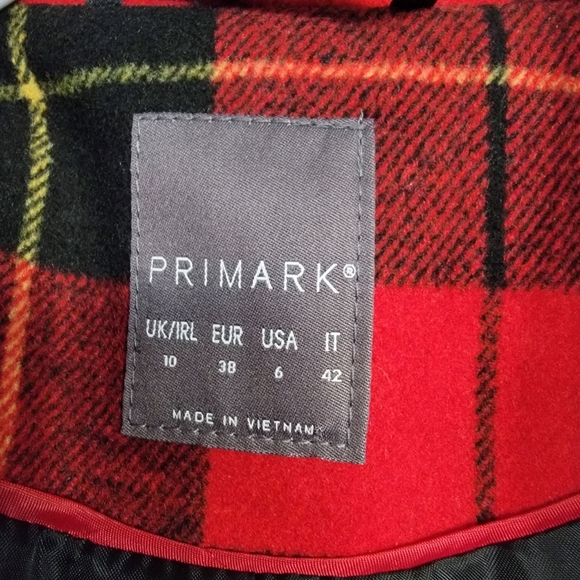 PRIMARK®
UK/IRL EUR USA IT
10 38 6 42
MADE IN VIETNAM